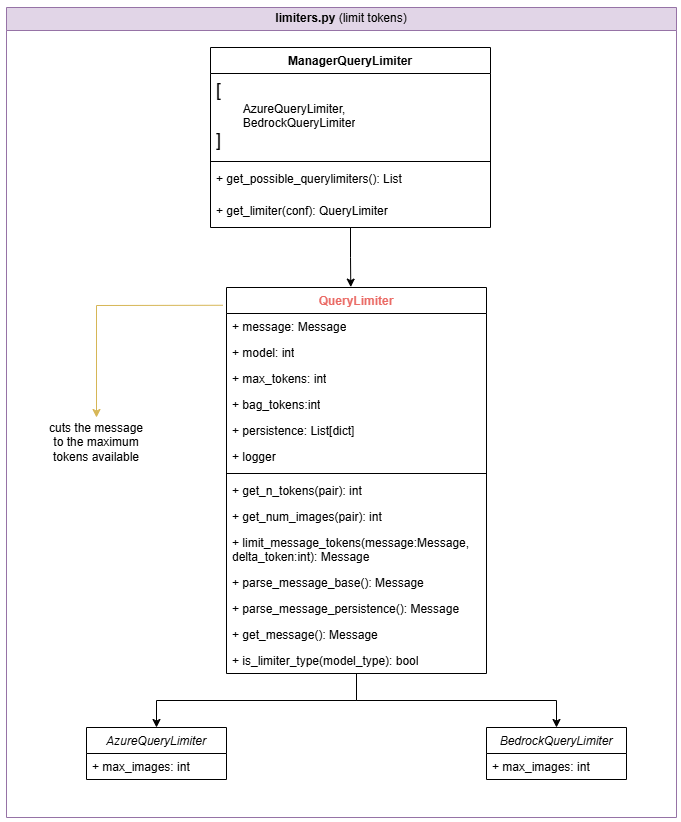 limiters.py (limit tokens)
ManagerQueryLimiter
[
AzureQueryLimiter,
BedrockQueryLimiter
]
+ get_possible_querylimiters(): List
+ get_limiter(conf): QueryLimiter
QueryLimiter
+ message: Message
+ model: int
+ max_tokens: int
+ bag_tokens:int
+ persistence: List[dict]
+ logger
cuts the message
to the maximum
tokens available
+ get_n_tokens(pair): int
+ get_num_images(pair): int
+ limit_message_tokens(message:Message,
delta_token:int): Message
+ parse_message_base(): Message
+ parse_message_persistence(): Message
+ get_message(): Message
+ is_limiter_type(model_type): bool
AzureQueryLimiter
+ max_images: int
BedrockQueryLimiter
+ max_images: int